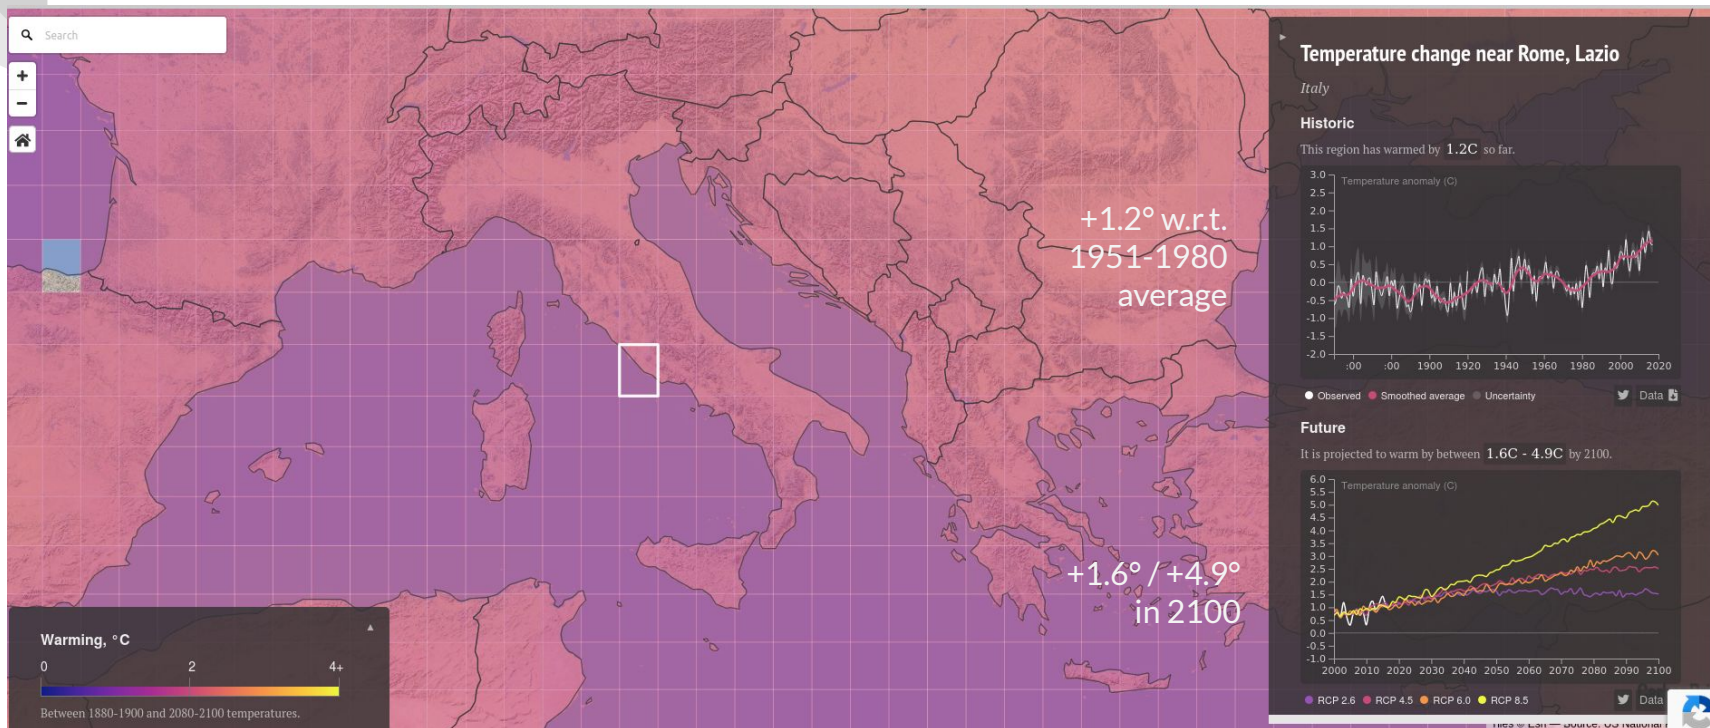 Search
+
−
Temperature change near Rome, Lazio
Italy
Historic
This region has warmed by 1.2C so far.
Temperature anomaly (C)
3.0
2.5
2.0
1.5
1.0
0.5
0.0
-0.5
-1.0
-1.5
-2.0
:00 :00 1900 1920 1940 1960 1980 2000 2020
Observed Smoothed average Uncertainty
Data
+1.2° w.r.t.
1951-1980
average
Future
It is projected to warm by between 1.6C - 4.9C by 2100.
Temperature anomaly (C)
6.0
5.5
5.0
4.5
4.0
3.5
3.0
2.5
2.0
1.5
1.0
0.5
0.0
-0.5
-1.0
2000 2010 2020 2030 2040 2050 2060 2070 2080 2090 2100
RCP 2.6 RCP 4.5 RCP 6.0 RCP 8.5
Data
+1.6° / +4.9°
in 2100
Warming, °C
0 2 4+
Between 1880-1900 and 2080-2100 temperatures.
Tiles © Esri — Source: US National